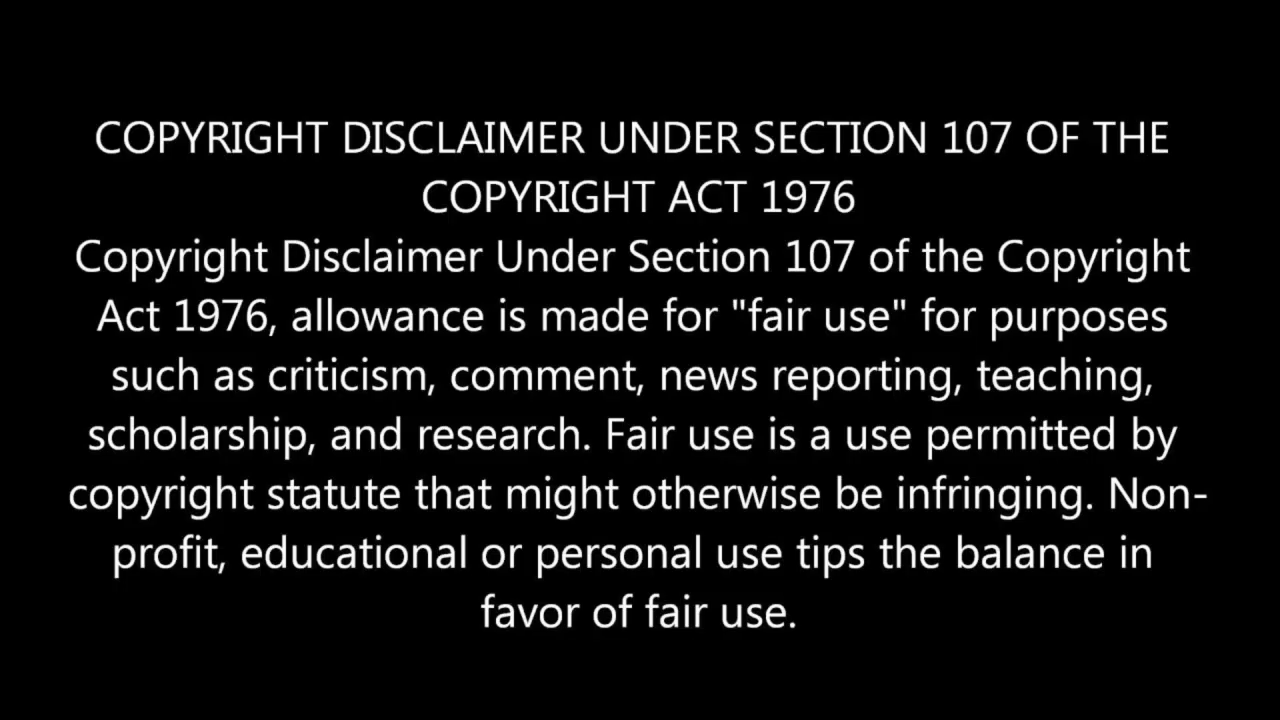 COPYRIGHT DISCLAIMER UNDER SECTION 107 OF THE
COPYRIGHT ACT 1976
Copyright Disclaimer Under Section 107 of the Copyright
Act 1976, allowance is made for "fair use" for purposes
such as criticism, comment, news reporting, teaching,
scholarship, and research. Fair use is a use permitted by
copyright statute that might otherwise be infringing. Non-
profit, educational or personal use tips the balance in
favor of fair use.